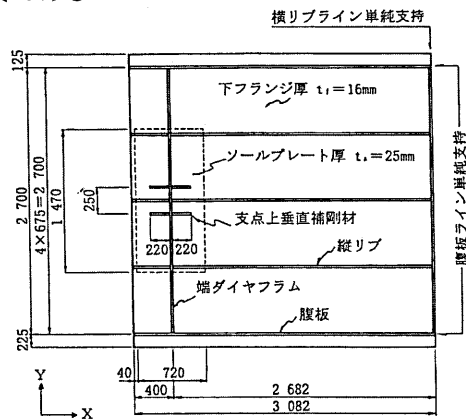 横リブライン単純支持
125
下フランジ厚 tf=16mm
ソールプレート厚 ts=25mm
2 700
4×675=2 700
1 470
250
支点上垂直補剛材
220 220
縦リブ
腹板ライン単純支持
端ダイヤフラム
腹板
225
40 720
400
2 682
3 082
Y
X